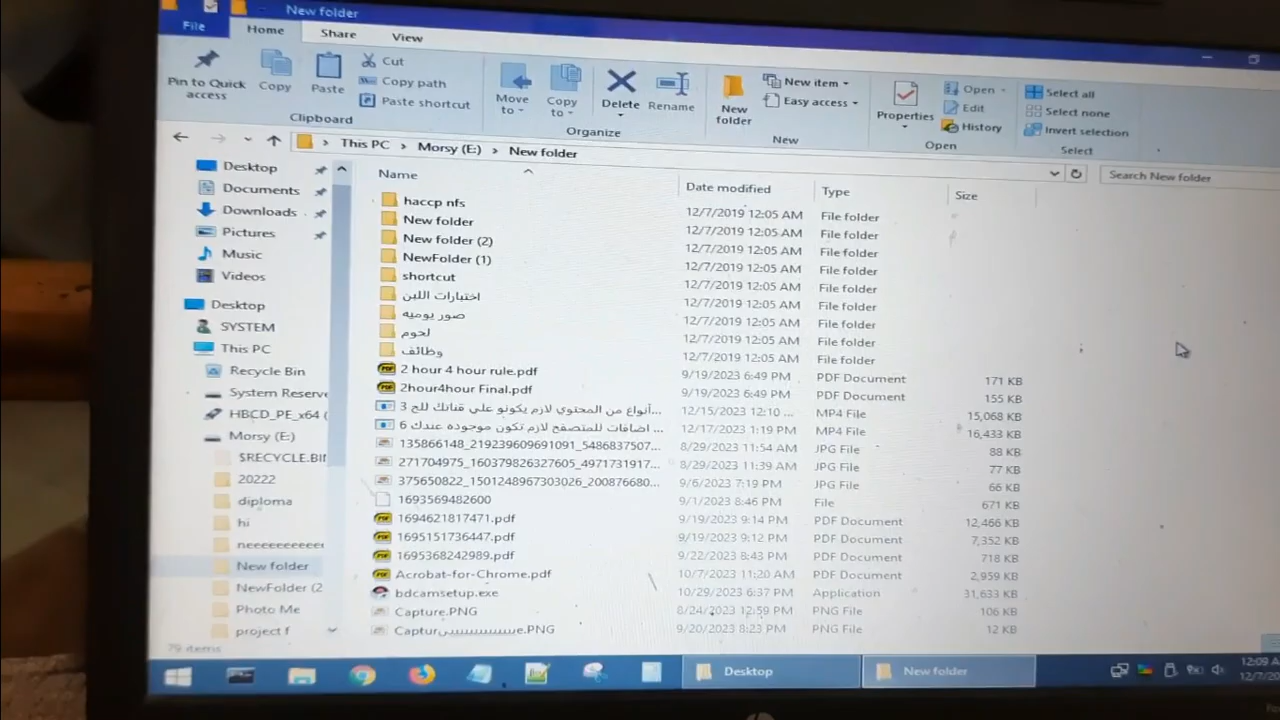 New folder
File Home Share View
Pin to Quick access
Copy
Paste
Cut
Copy path
Paste shortcut
Clipboard
Move to
Copy to
Delete
Rename
Organize
New folder
New item
Easy access
New
Properties
Open
Edit
History
Open
Select all
Select none
Invert selection
Select
This PC > Morsy (E:) > New folder
Search New folder
Desktop
Documents
Downloads
Pictures
Music
Videos
Desktop
SYSTEM
This PC
Recycle Bin
System Reserve
HBCD_PE_x64 (
Morsy (E:)
$RECYCLE.BIN
20222
diploma
hi
New folder
NewFolder (2
Photo Me
project f
Name Date modified Type Size
haccp nfs 12/7/2019 12:05 AM File folder
New folder 12/7/2019 12:05 AM File folder
New folder (2) 12/7/2019 12:05 AM File folder
NewFolder (1) 12/7/2019 12:05 AM File folder
shortcut 12/7/2019 12:05 AM File folder
اختبارات اللبن 12/7/2019 12:05 AM File folder
صور يوميه 12/7/2019 12:05 AM File folder
لحوم 12/7/2019 12:05 AM File folder
وظائف 12/7/2019 12:05 AM File folder
2 hour 4 hour rule.pdf 9/19/2023 6:49 PM PDF Document 171 KB
2hour4hour Final.pdf 9/19/2023 6:49 PM PDF Document 155 KB
3 أنواع من المحتوي لازم يكونو علي قناتك للح... 12/15/2023 12:10 ... MP4 File 15,068 KB
6 اضافات للمتصفح لازم تكون موجوده عندك ... 12/17/2023 1:19 PM MP4 File 16,433 KB
135866148_219239609691091_5486837507... 8/29/2023 11:54 AM JPG File 88 KB
271704975_160379826327605_4971731917... 8/29/2023 11:39 AM JPG File 77 KB
375650822_1501248967303026_200876680... 9/6/2023 7:19 PM JPG File 66 KB
1693569482600 9/1/2023 8:46 PM File 671 KB
1694621817471.pdf 9/19/2023 9:14 PM PDF Document 12,466 KB
1695151736447.pdf 9/19/2023 9:12 PM PDF Document 7,352 KB
1695368242989.pdf 9/22/2023 8:43 PM PDF Document 718 KB
Acrobat-for-Chrome.pdf 10/7/2023 11:20 AM PDF Document 2,959 KB
bdcamsetup.exe 10/29/2023 6:37 PM Application 31,633 KB
Capture.PNG 8/24/2023 12:59 PM PNG File 106 KB
9/20/2023 8:23 PM PNG File 12 KB
79 items
Desktop
New folder
12:09 A
12/7/20